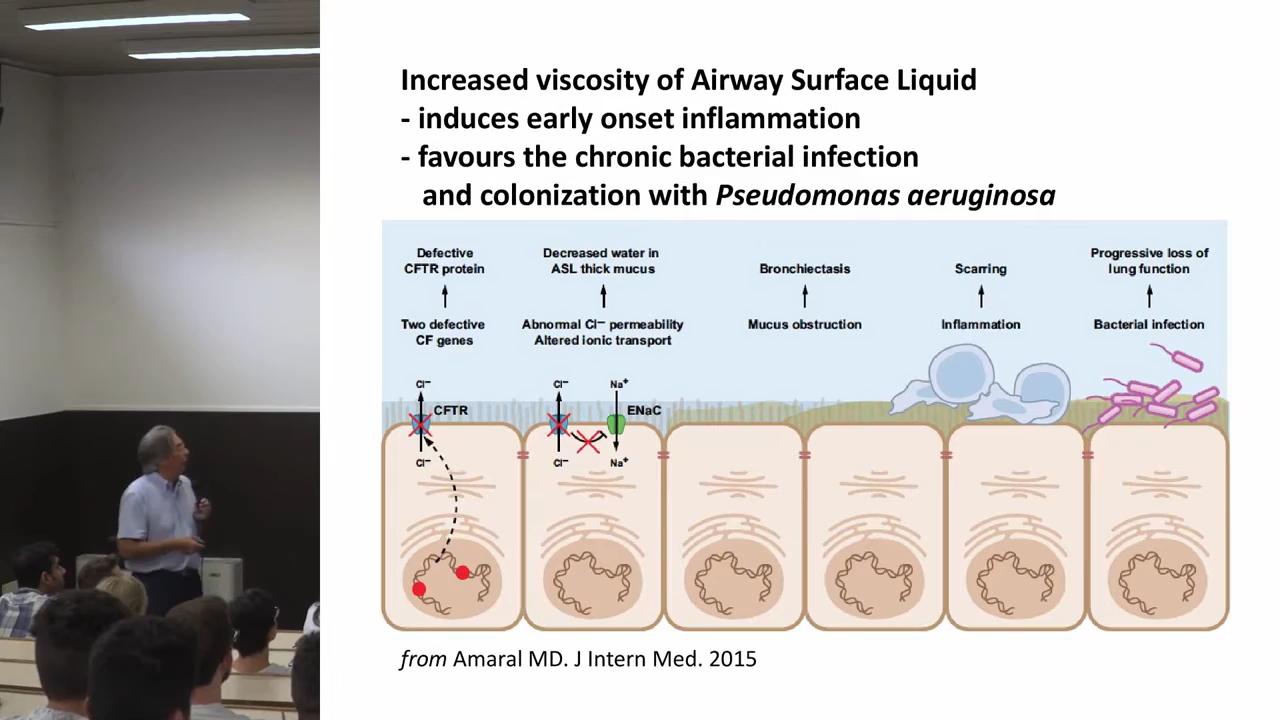 Increased viscosity of Airway Surface Liquid
- induces early onset inflammation
- favours the chronic bacterial infection
and colonization with Pseudomonas aeruginosa
Defective
CFTR protein
Decreased water in
ASL thick mucus
Bronchiectasis
Scarring
Progressive loss of
lung function
Two defective
CF genes
Abnormal Cl⁻ permeability
Altered ionic transport
Mucus obstruction
Inflammation
Bacterial infection
Cl⁻
Cl⁻
Na⁺
CFTR
ENaC
Cl⁻
Cl⁻
Na⁺
from Amaral MD. J Intern Med. 2015